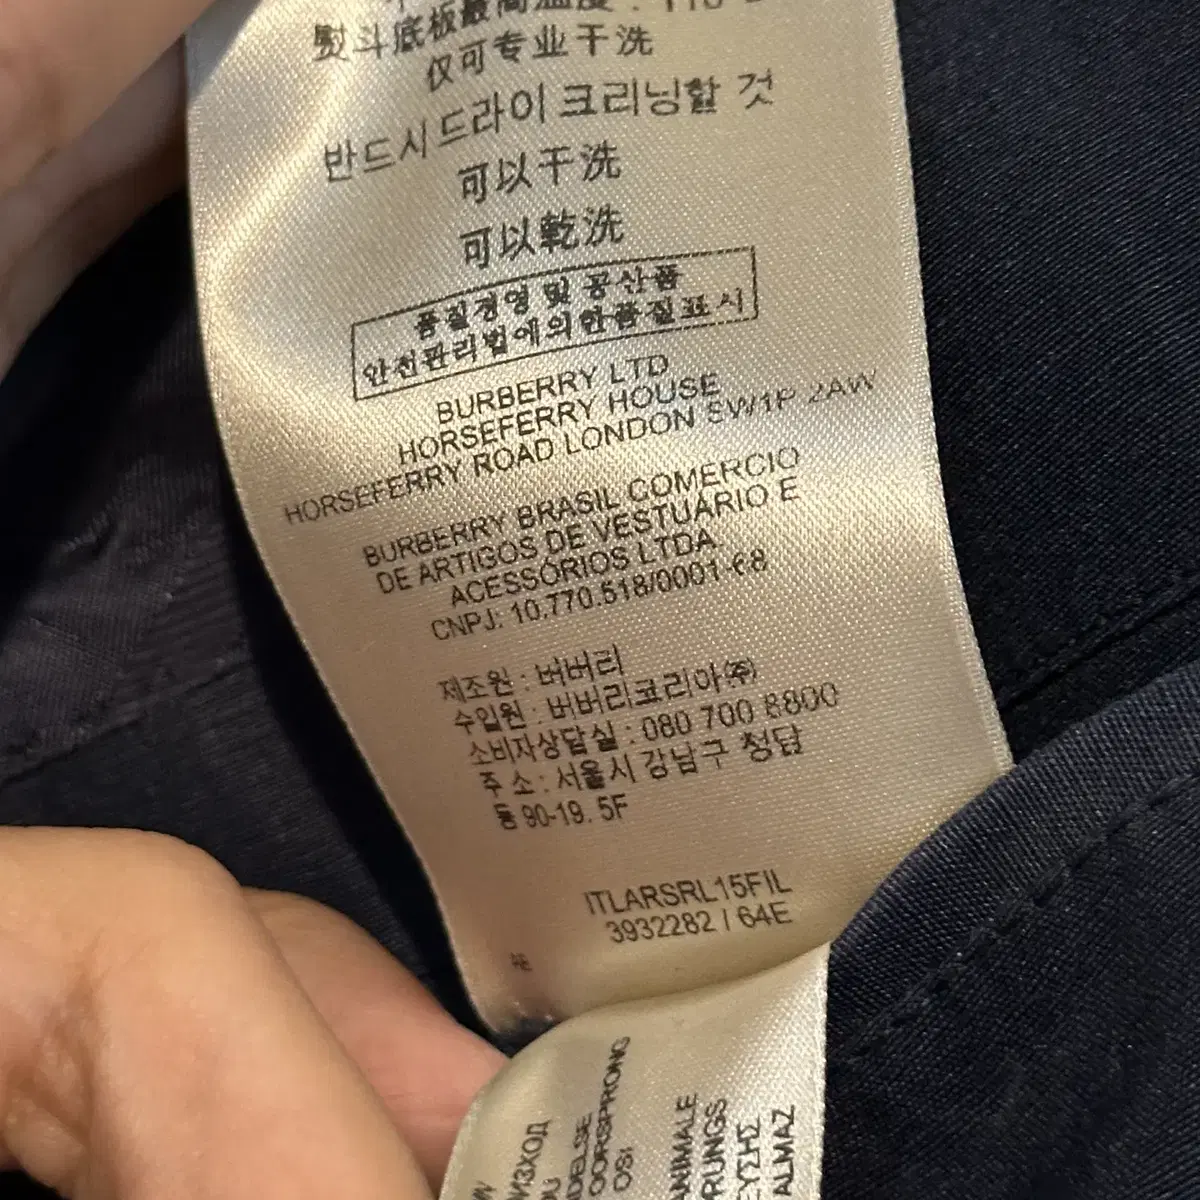 熨斗底板最高温度：110
仅可专业干洗
반드시드라이크리닝할 것
可以干洗
可以乾洗
품질경영 및 공산품
안전관리법에의한품질표시
BURBERRY LTD
HORSEFERRY HOUSE
HORSEFERRY ROAD LONDON SW1P 2AW
BURBERRY BRASIL COMERCIO
DE ARTIGOS DE VESTUÁRIO E
ACESSÓRIOS LTDA.
CNPJ: 10.770.518/0001-68
제조원 : 버버리
수입원 : 버버리코리아(주)
소비자상담실 : 080 700 8800
주 소 : 서울시 강남구 청담
동 90-19. 5F
ITLARSRL15FIL
3932282 / 64E
ИЗХОД
OORSPRONG
ANIMALE
ALMAZ